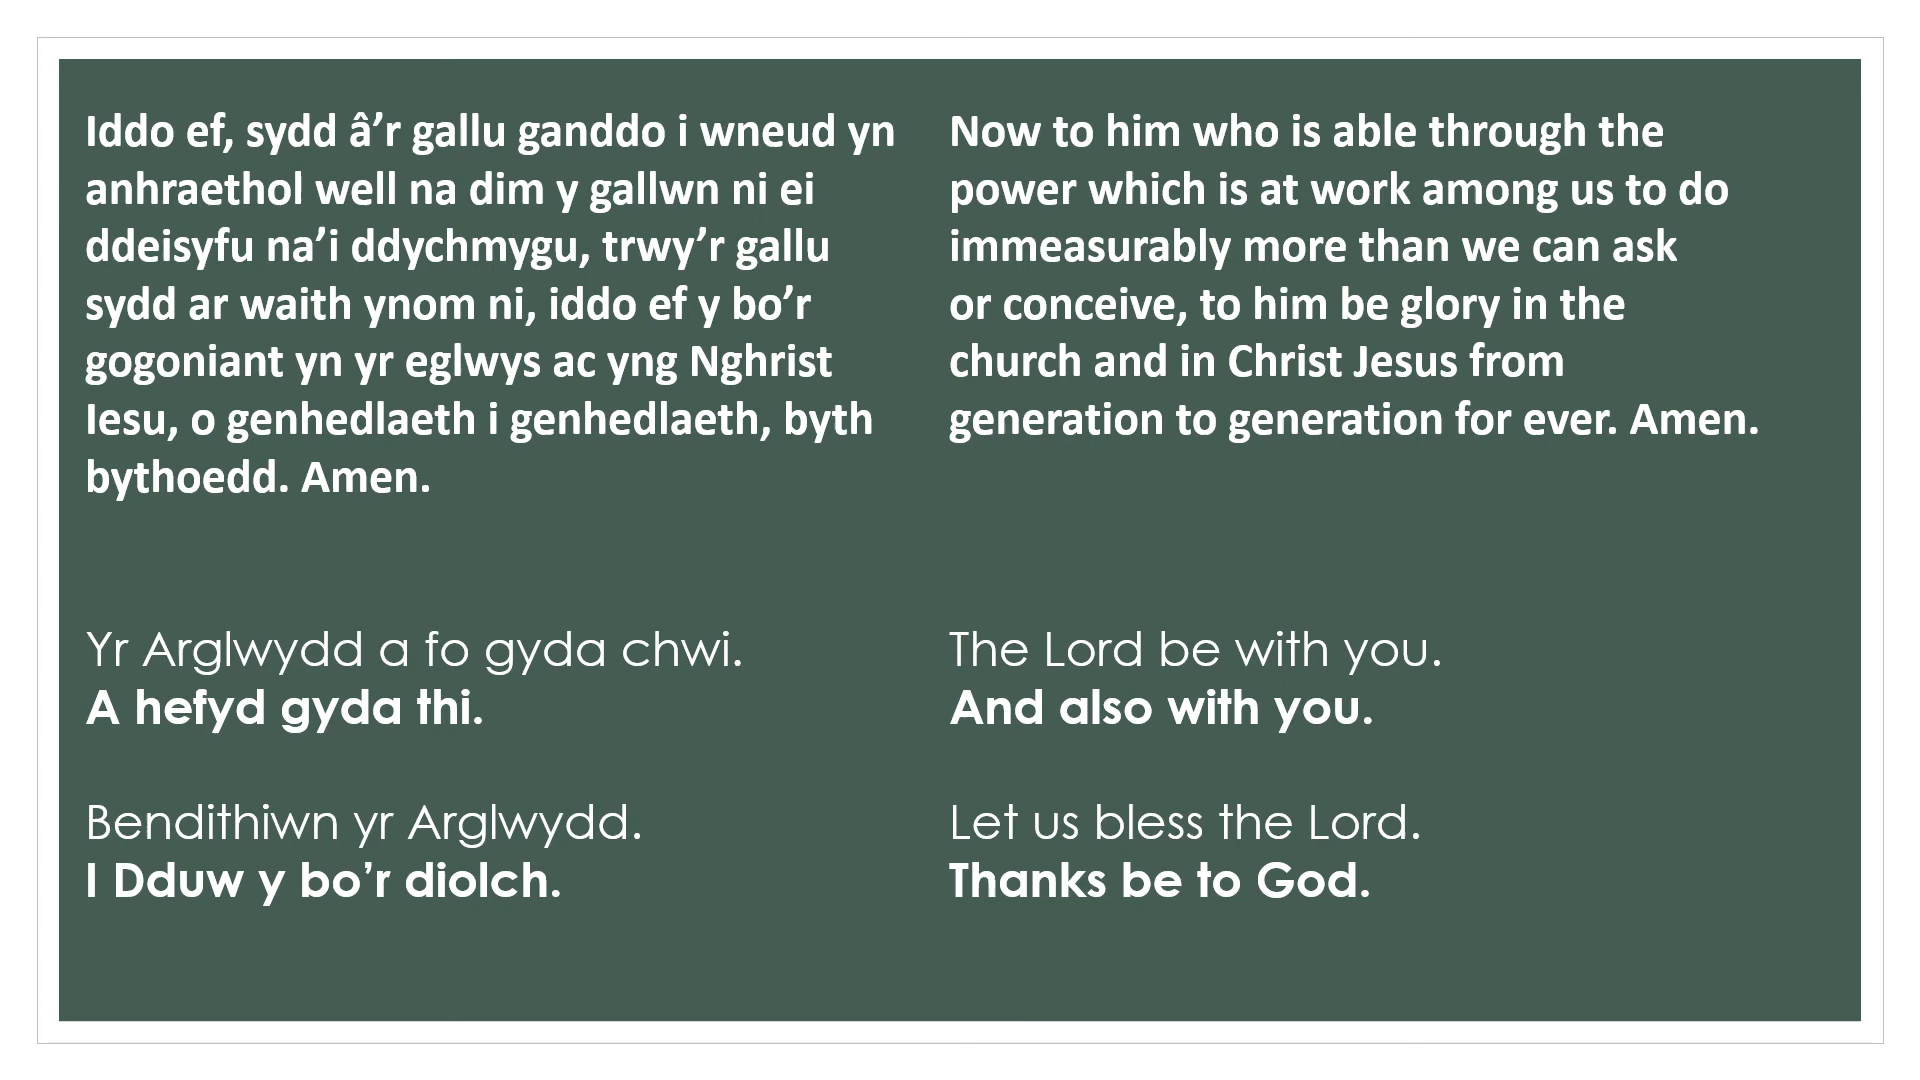 Iddo ef, sydd â’r gallu ganddo i wneud yn
anhraethol well na dim y gallwn ni ei
ddeisyfu na’i ddychmygu, trwy’r gallu
sydd ar waith ynom ni, iddo ef y bo’r
gogoniant yn yr eglwys ac yng Nghrist
Iesu, o genhedlaeth i genhedlaeth, byth
bythoedd. Amen.
Yr Arglwydd a fo gyda chwi.
A hefyd gyda thi.
Bendithiwn yr Arglwydd.
I Dduw y bo’r diolch.
Now to him who is able through the
power which is at work among us to do
immeasurably more than we can ask
or conceive, to him be glory in the
church and in Christ Jesus from
generation to generation for ever. Amen.
The Lord be with you.
And also with you.
Let us bless the Lord.
Thanks be to God.